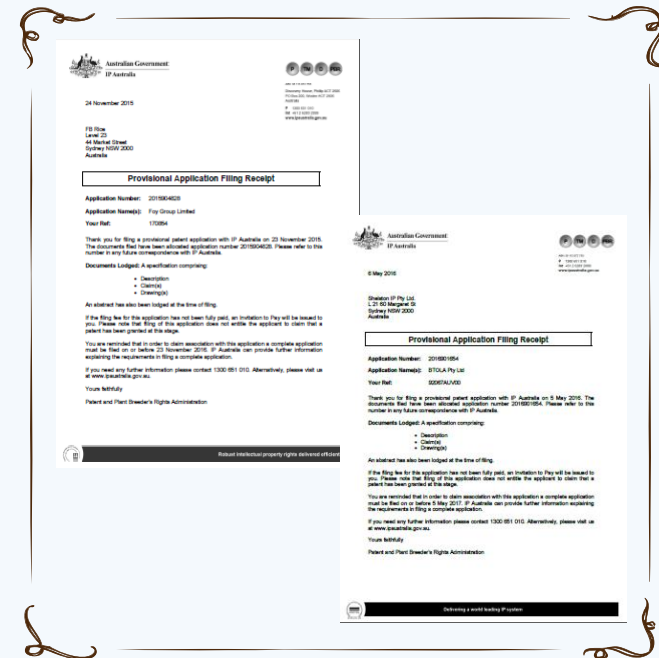 Australian Government
IP Australia
P TM D PBR
24 November 2015
www.ipaustralia.gov.au
FB Rice
Level 23
44 Market Street
Sydney NSW 2000
Australia
Provisional Application Filing Receipt
Application Number: 2015904828
Applicant Name(s): Foy Group Limited
Your Ref: 170854
Thank you for filing a provisional patent application with IP Australia on 23 November 2015.
The documents filed have been allocated application number 2015904828. Please refer to this
number in any future correspondence with IP Australia.
Documents Lodged: A specification comprising:
• Description
• Claim(s)
• Drawing(s)
An abstract has also been lodged at the time of filing.
If the filing fee for this application has not been fully paid, an Invitation to Pay will be issued to
you. Please note that filing of this application does not entitle the applicant to claim that a
patent has been granted at this stage.
You are reminded that in order to claim association with this application a complete application
must be filed on or before 23 November 2016. IP Australia can provide further information
explaining the requirements in filing a complete application.
If you need any further information please contact 1300 651 010. Alternatively, please visit us
at www.ipaustralia.gov.au.
Yours faithfully
Patent and Plant Breeder's Rights Administration
Robust intellectual property rights delivered efficient
Australian Government
IP Australia
P TM D PBR
www.ipaustralia.gov.au
6 May 2016
Shelston IP Pty Ltd.
L 21 60 Margaret St
Sydney NSW 2000
Australia
Provisional Application Filing Receipt
Application Number: 2016901654
Applicant Name(s): BTOLA Pty Ltd
Your Ref: 92067AUV00
Thank you for filing a provisional patent application with IP Australia on 5 May 2016. The
documents filed have been allocated application number 2016901654. Please refer to this
number in any future correspondence with IP Australia.
Documents Lodged: A specification comprising:
• Description
• Claim(s)
• Drawing(s)
An abstract has also been lodged at the time of filing.
If the filing fee for this application has not been fully paid, an Invitation to Pay will be issued to
you. Please note that filing of this application does not entitle the applicant to claim that a
patent has been granted at this stage.
You are reminded that in order to claim association with this application a complete application
must be filed on or before 5 May 2017. IP Australia can provide further information explaining
the requirements in filing a complete application.
If you need any further information please contact 1300 651 010. Alternatively, please visit us
at www.ipaustralia.gov.au.
Yours faithfully
Patent and Plant Breeder's Rights Administration
Delivering a world leading IP system